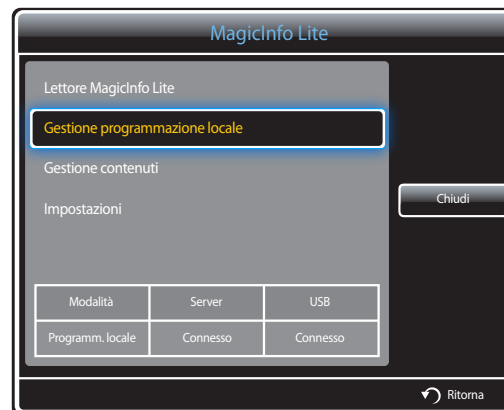 MagicInfo Lite
Lettore MagicInfo Lite
Gestione programmazione locale
Gestione contenuti
Impostazioni
Chiudi
Modalità Server USB
Programm. locale Connesso Connesso
Ritorna